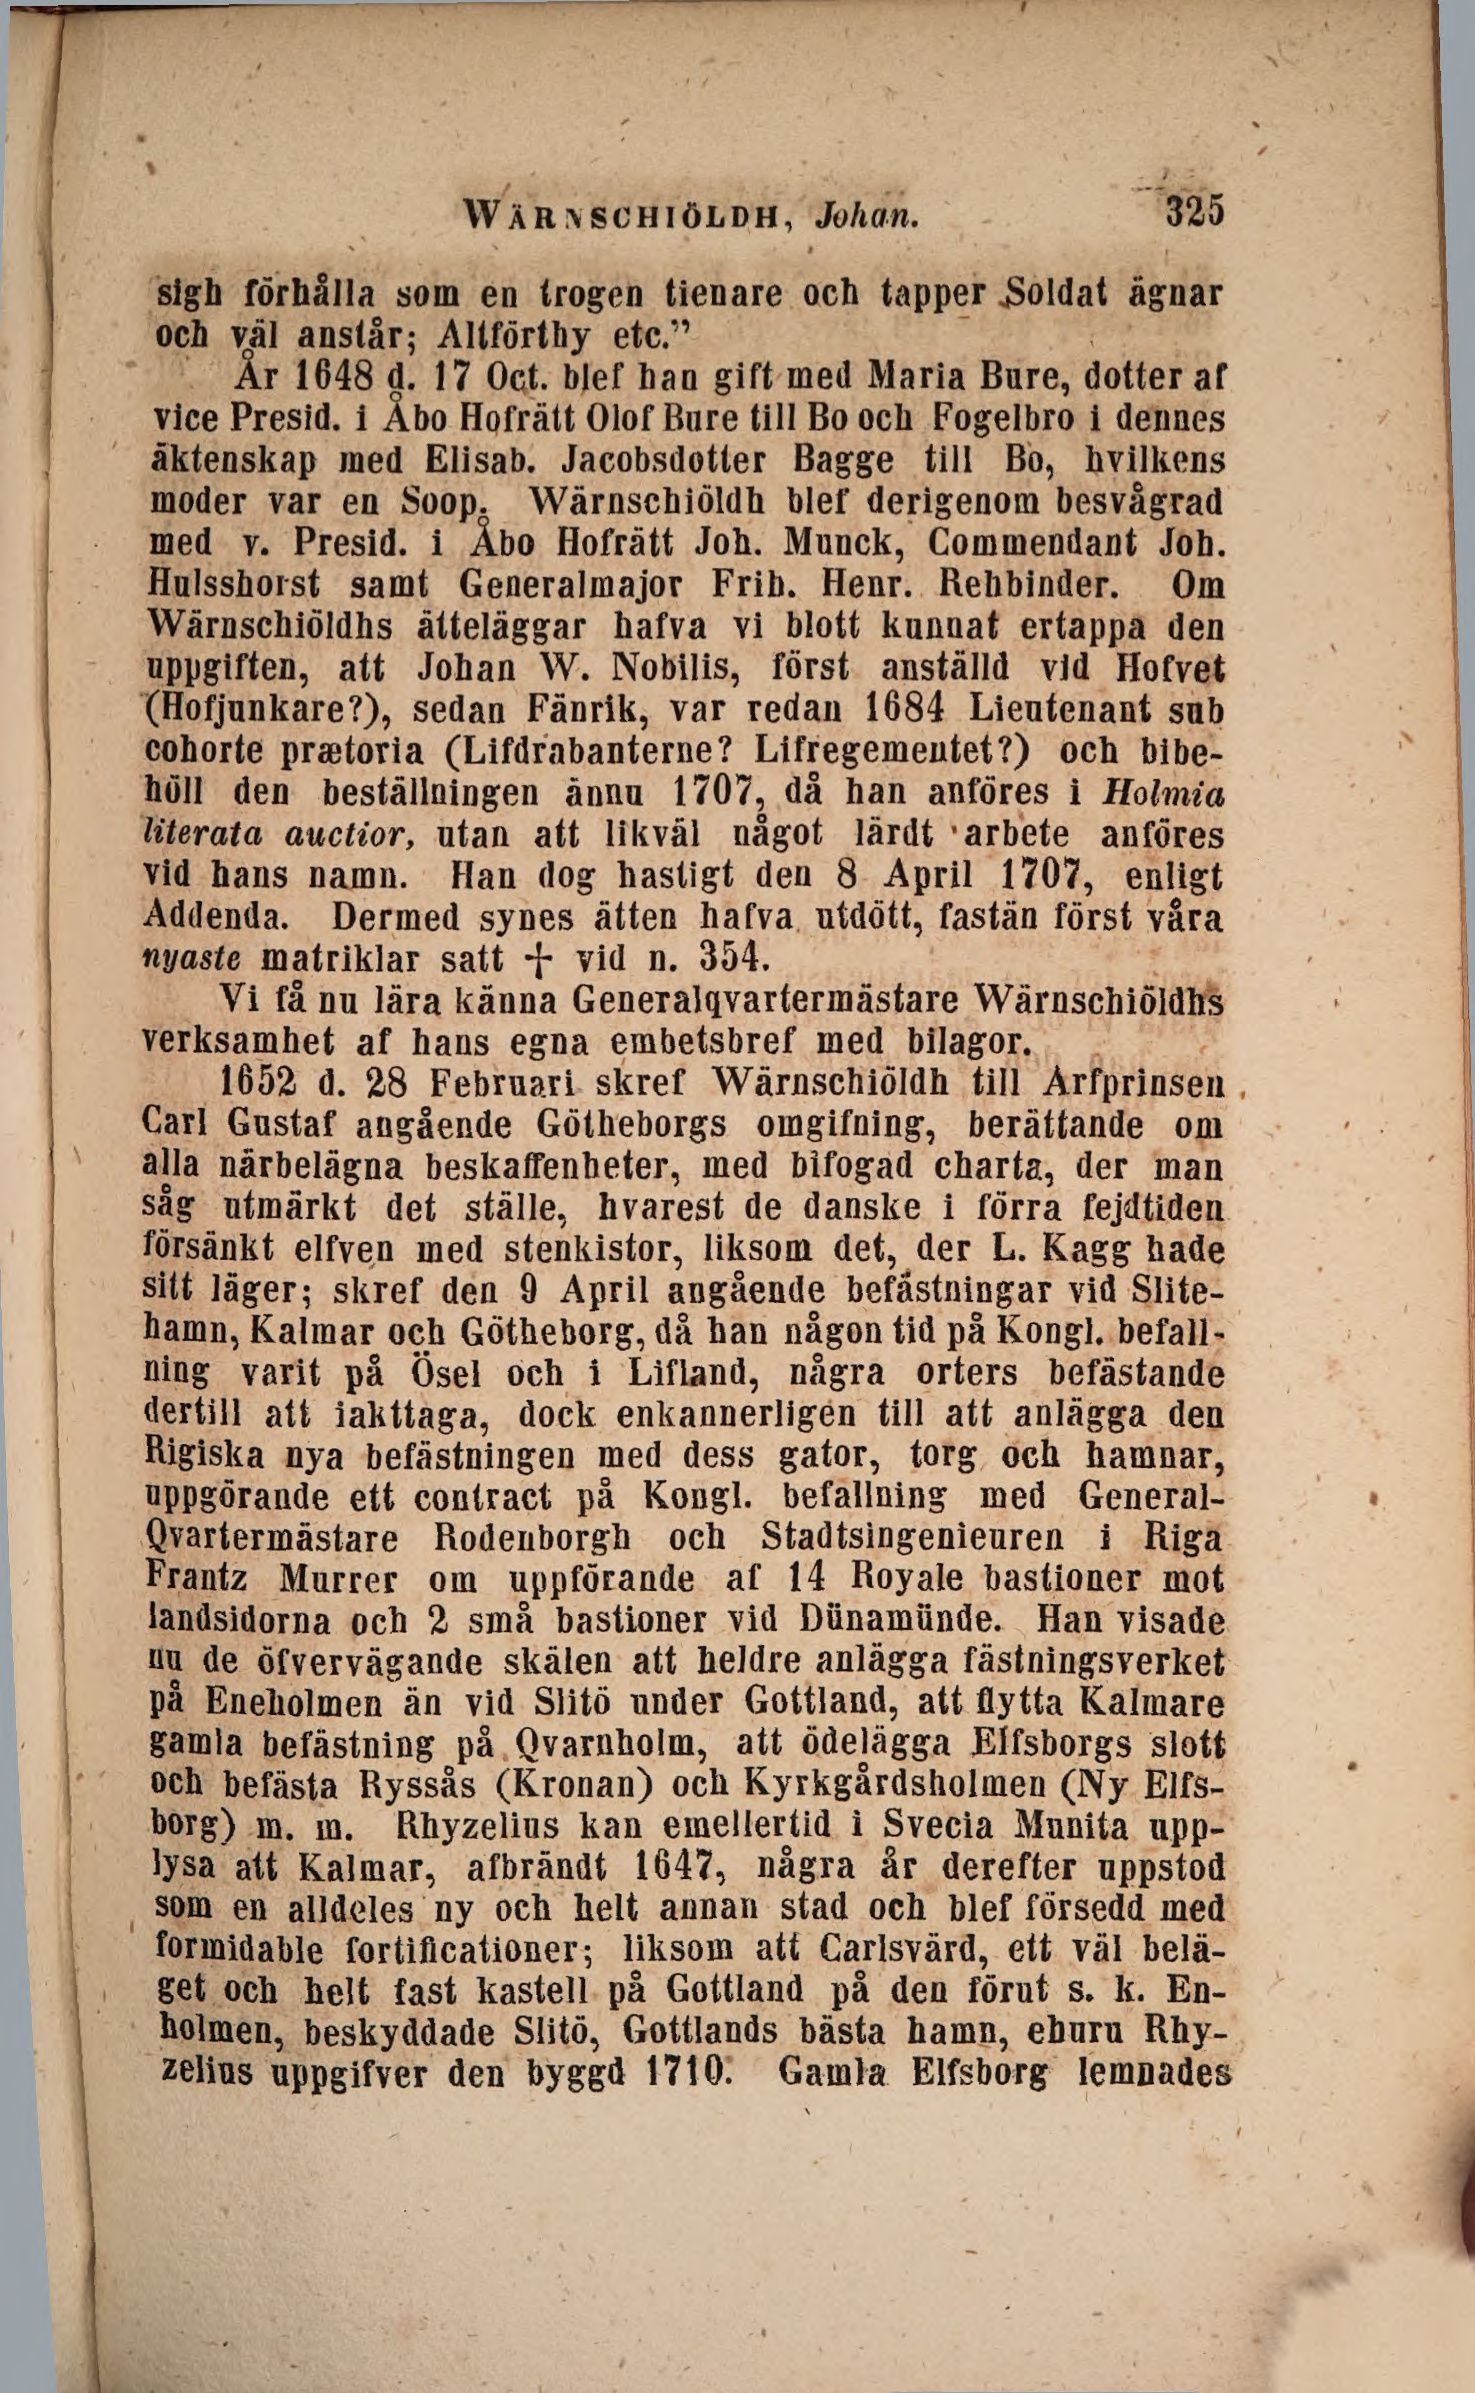 WÄRNSCHIÖLDH, Johan. 325
sigh förhålla som en trogen tienare och tapper Soldat ägnar
och väl anstår; Altförthy etc."
År 1648 d. 17 Oct. blef han gift med Maria Bure, dotter af
vice Presid. i Åbo Hofrätt Olof Bure till Bo och Fogelbro i dennes
äktenskap med Elisab. Jacobsdotter Bagge till Bo, hvilkens
moder var en Soop. Wärnschiöldh blef derigenom besvågrad
med v. Presid. i Åbo Hofrätt Joh. Munck, Commendant Joh.
Hulsshorst samt Generalmajor Frih. Henr. Rehbinder. Om
Wärnschiöldhs ätteläggar hafva vi blott kunnat ertappa den
uppgiften, att Johan W. Nobilis, först anställd vid Hofvet
(Hofjunkare?), sedan Fänrik, var redan 1684 Lieutenant sub
cohorte prætoria (Lifdrabanterne? Lifregementet?) och bibe-
höll den beställningen ännu 1707, då han anföres i Holmia
literata auctior, utan att likväl något lärdt arbete anföres
vid hans namn. Han dog hastigt den 8 April 1707, enligt
Addenda. Dermed synes ätten hafva utdött, fastän först våra
nyaste matriklar satt † vid n. 354.
Vi få nu lära känna Generalqvartermästare Wärnschiöldhs
verksamhet af hans egna embetsbref med bilagor.
1652 d. 28 Februari skref Wärnschiöldh till Arfprinsen
Carl Gustaf angående Götheborgs omgifning, berättande om
alla närbelägna beskaffenheter, med bifogad charta, der man
såg utmärkt det ställe, hvarest de danske i förra fejdtiden
försänkt elfven med stenkistor, liksom det, der L. Kagg hade
sitt läger; skref den 9 April angående befästningar vid Slite-
hamn, Kalmar och Götheborg, då han någon tid på Kongl. befall-
ning varit på Ösel och i Lifland, några orters befästande
dertill att iakttaga, dock enkannerligen till att anlägga den
Rigiska nya befästningen med dess gator, torg och hamnar,
uppgörande ett contract på Kongl. befallning med General-
Qvartermästare Rodenborgh och Stadtsingenieuren i Riga
Frantz Murrer om uppförande af 14 Royale bastioner mot
landsidorna och 2 små bastioner vid Dünamünde. Han visade
nu de öfvervägande skälen att heldre anlägga fästningsverket
på Eneholmen än vid Slitö under Gottland, att flytta Kalmare
gamla befästning på Qvarnholm, att ödelägga Elfsborgs slott
och befästa Ryssås (Kronan) och Kyrkgårdsholmen (Ny Elfs-
borg) m. m. Rhyzelius kan emellertid i Svecia Munita upp-
lysa att Kalmar, afbrändt 1647, några år derefter uppstod
som en alldeles ny och helt annan stad och blef försedd med
formidable fortificationer; liksom att Carlsvärd, ett väl belä-
get och helt fast kastell på Gottland på den förut s. k. En-
holmen, beskyddade Slitö, Gottlands bästa hamn, ehuru Rhy-
zelius uppgifver den byggd 1710. Gamla Elfsborg lemnades